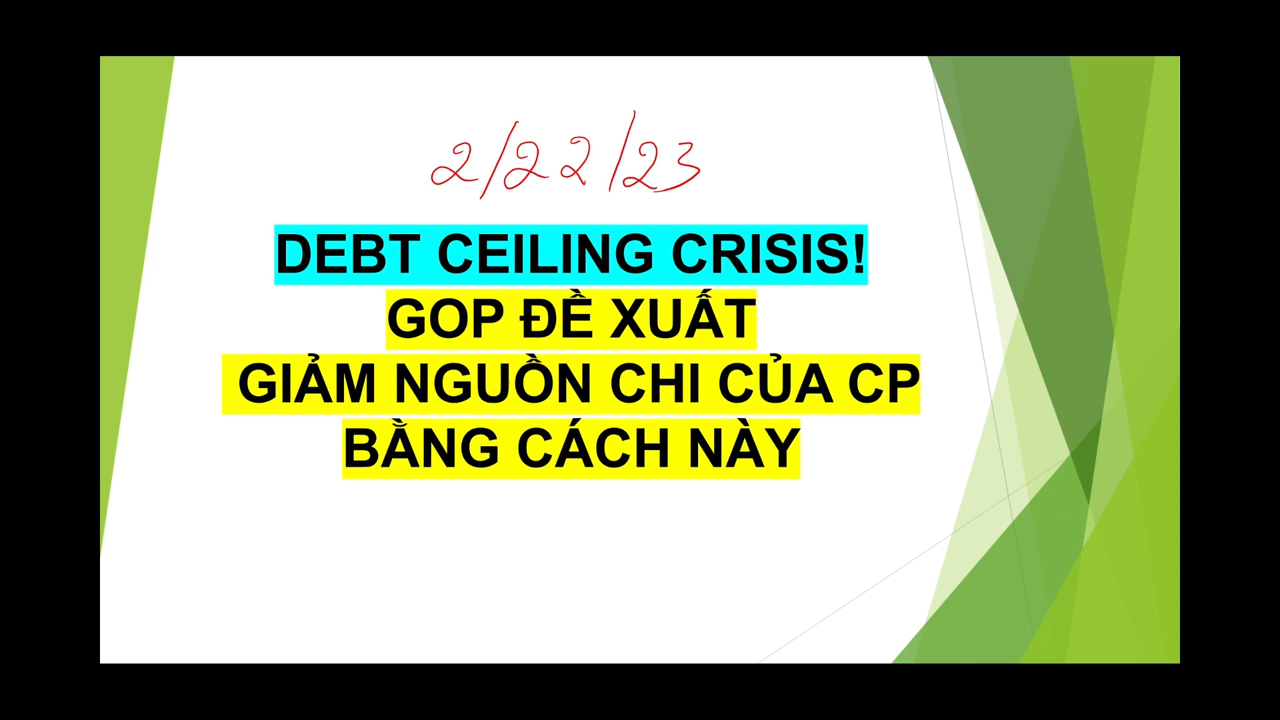 2/22/23
DEBT CEILING CRISIS!
GOP ĐỀ XUẤT
GIẢM NGUỒN CHI CỦA CP
BẰNG CÁCH NÀY